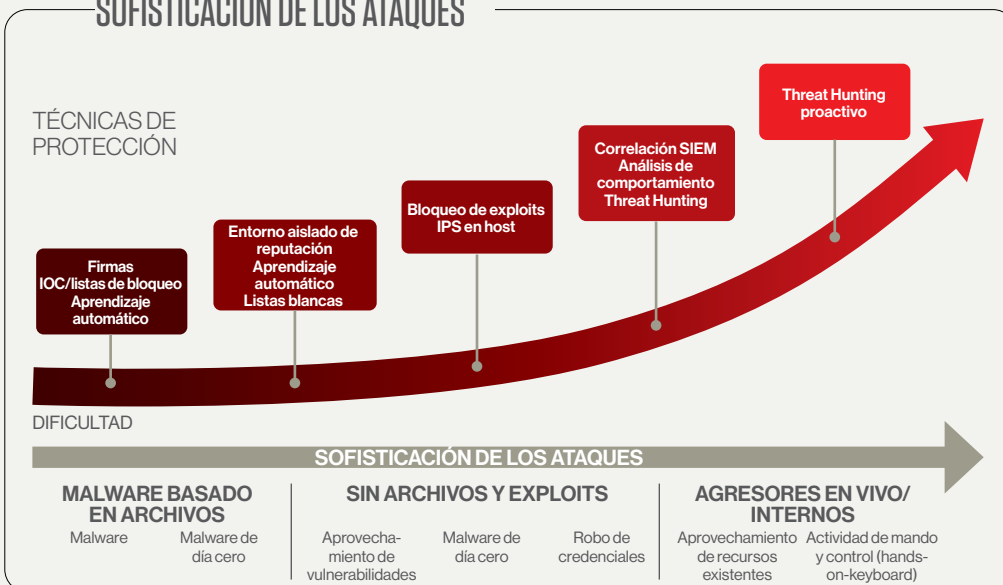 SOFISTICACIÓN DE LOS ATAQUES
TÉCNICAS DE
PROTECCIÓN
Firmas
IOC/listas de bloqueo
Aprendizaje
automático
Entorno aislado de
reputación
Aprendizaje
automático
Listas blancas
Bloqueo de exploits
IPS en host
Correlación SIEM
Análisis de
comportamiento
Threat Hunting
Threat Hunting
proactivo
DIFICULTAD
SOFISTICACIÓN DE LOS ATAQUES
MALWARE BASADO
EN ARCHIVOS
Malware
Malware de
día cero
SIN ARCHIVOS Y EXPLOITS
Aprovecha-
miento de
vulnerabilidades
Malware de
día cero
Robo de
credenciales
AGRESORES EN VIVO/
INTERNOS
Aprovechamiento
de recursos
existentes
Actividad de mando
y control (hands-
on-keyboard)